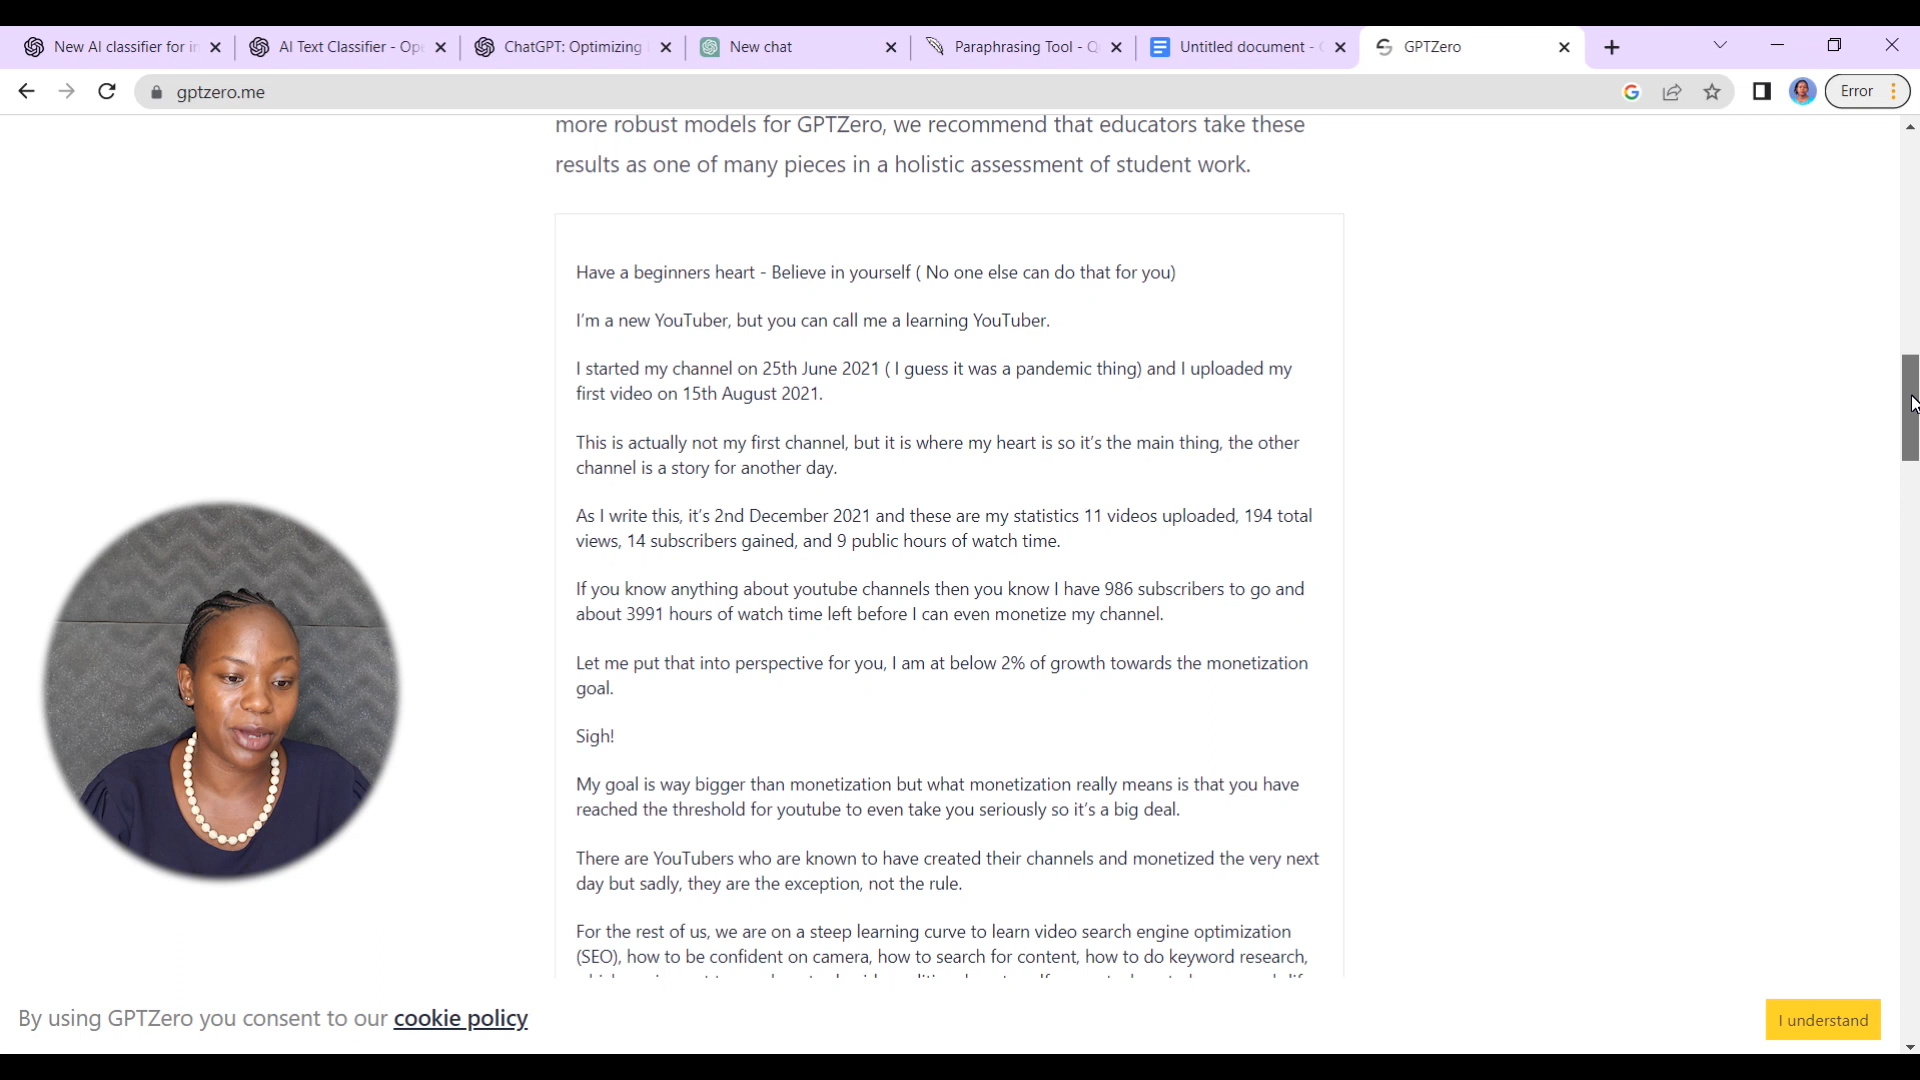 New AI classifier for in
AI Text Classifier - Ope
ChatGPT: Optimizing
New chat
Paraphrasing Tool - Q
Untitled document -
GPTZero
gptzero.me
Error
more robust models for GPTZero, we recommend that educators take these
results as one of many pieces in a holistic assessment of student work.
Have a beginners heart - Believe in yourself ( No one else can do that for you)
I'm a new YouTuber, but you can call me a learning YouTuber.
I started my channel on 25th June 2021 ( I guess it was a pandemic thing) and I uploaded my
first video on 15th August 2021.
This is actually not my first channel, but it is where my heart is so it's the main thing, the other
channel is a story for another day.
As I write this, it's 2nd December 2021 and these are my statistics 11 videos uploaded, 194 total
views, 14 subscribers gained, and 9 public hours of watch time.
If you know anything about youtube channels then you know I have 986 subscribers to go and
about 3991 hours of watch time left before I can even monetize my channel.
Let me put that into perspective for you, I am at below 2% of growth towards the monetization
goal.
Sigh!
My goal is way bigger than monetization but what monetization really means is that you have
reached the threshold for youtube to even take you seriously so it's a big deal.
There are YouTubers who are known to have created their channels and monetized the very next
day but sadly, they are the exception, not the rule.
For the rest of us, we are on a steep learning curve to learn video search engine optimization
(SEO), how to be confident on camera, how to search for content, how to do keyword research,
By using GPTZero you consent to our cookie policy
I understand